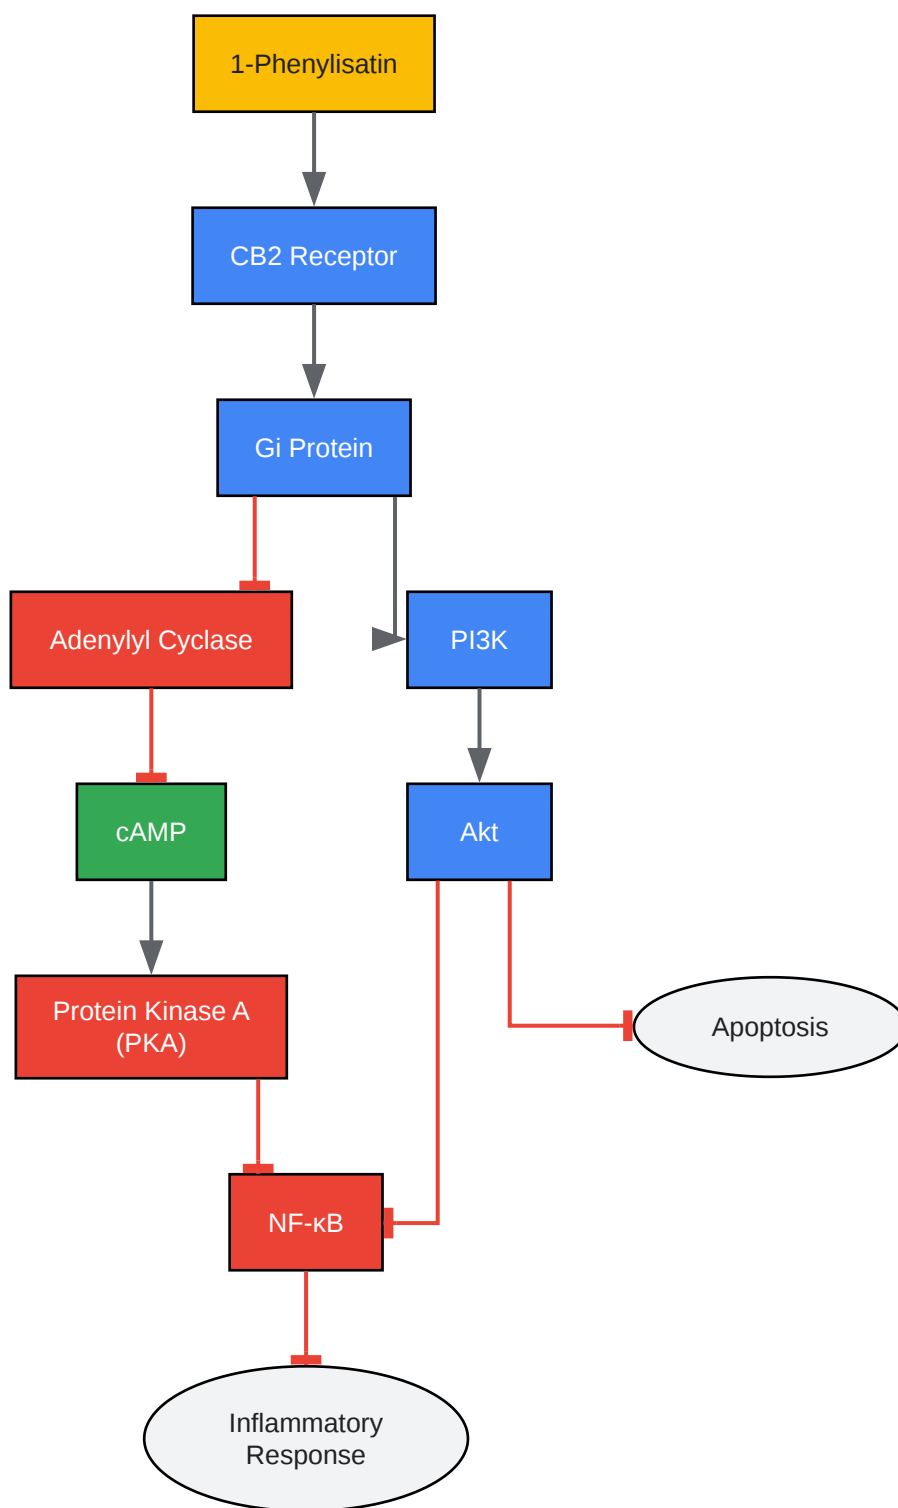 1-Phenylisatin
CB2 Receptor
Gi Protein
Adenylyl Cyclase
PI3K
cAMP
Akt
Protein Kinase A
(PKA)
Apoptosis
NF-κB
Inflammatory
Response